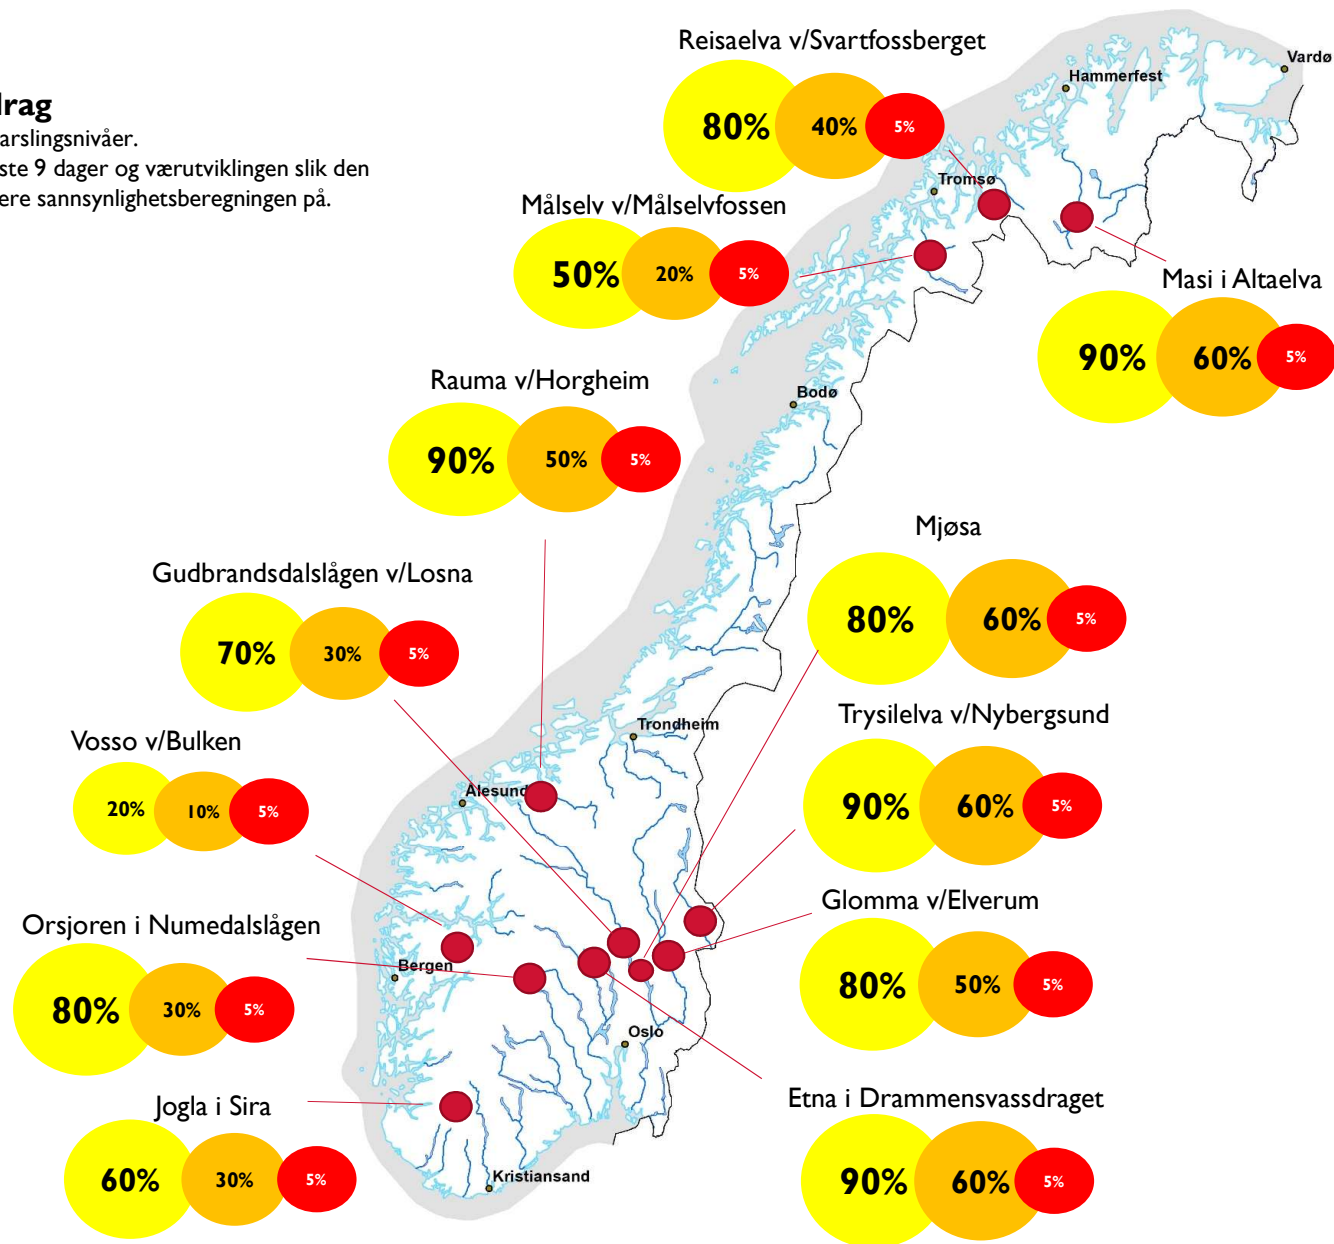 drag
arslingsnivåer.
ste 9 dager og værutviklingen slik den
ere sannsynlighetsberegningen på.
Reisaelva v/Svartfossberget
80% 40% 5%
Vardø
Hammerfest
Tromsø
Målselv v/Målselvfossen
50% 20% 5%
Masi i Altaelva
90% 60% 5%
Rauma v/Horgheim
90% 50% 5%
Bodø
Mjøsa
80% 60% 5%
Gudbrandsdalslågen v/Losna
70% 30% 5%
Trysilelva v/Nybergsund
90% 60% 5%
Trondheim
Vosso v/Bulken
20% 10% 5%
Ålesund
Glomma v/Elverum
80% 50% 5%
Orsjoren i Numedalslågen
80% 30% 5%
Bergen
Oslo
Etna i Drammensvassdraget
90% 60% 5%
Jogla i Sira
60% 30% 5%
Kristiansand